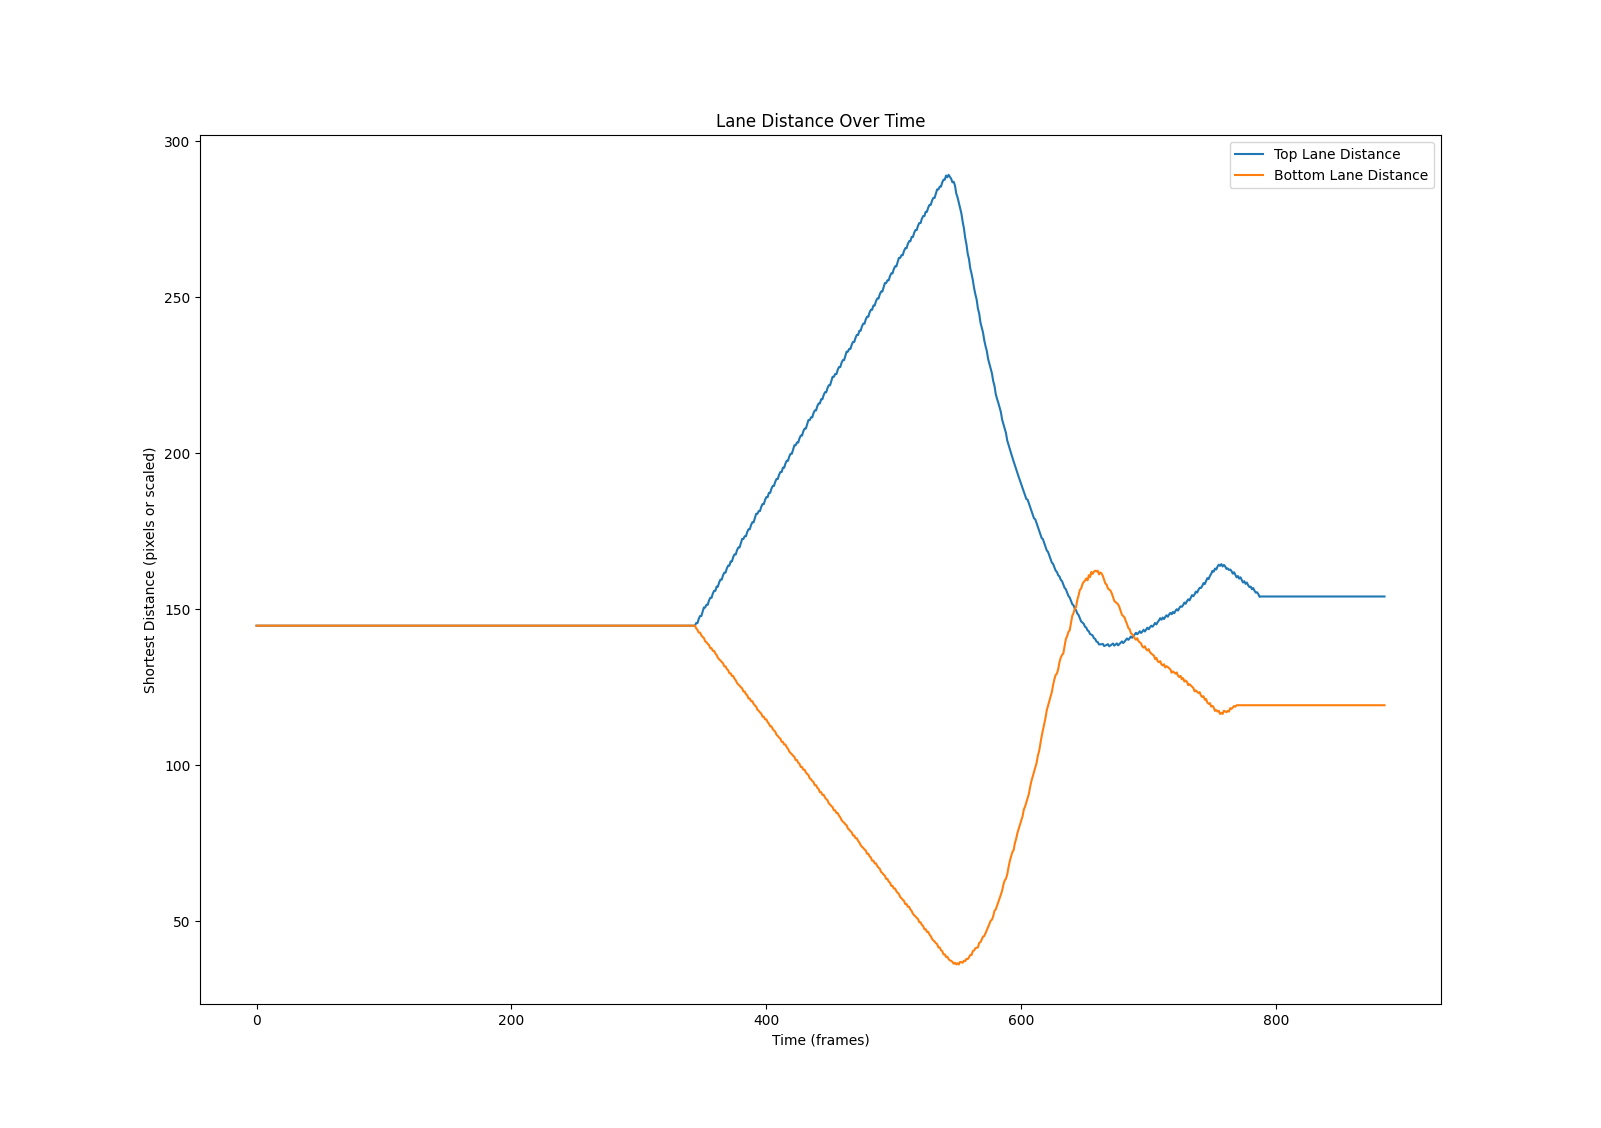 Lane Distance Over Time
Top Lane Distance
Bottom Lane Distance
Shortest Distance (pixels or scaled)
300
250
200
150
100
50
0
200
400
600
800
Time (frames)